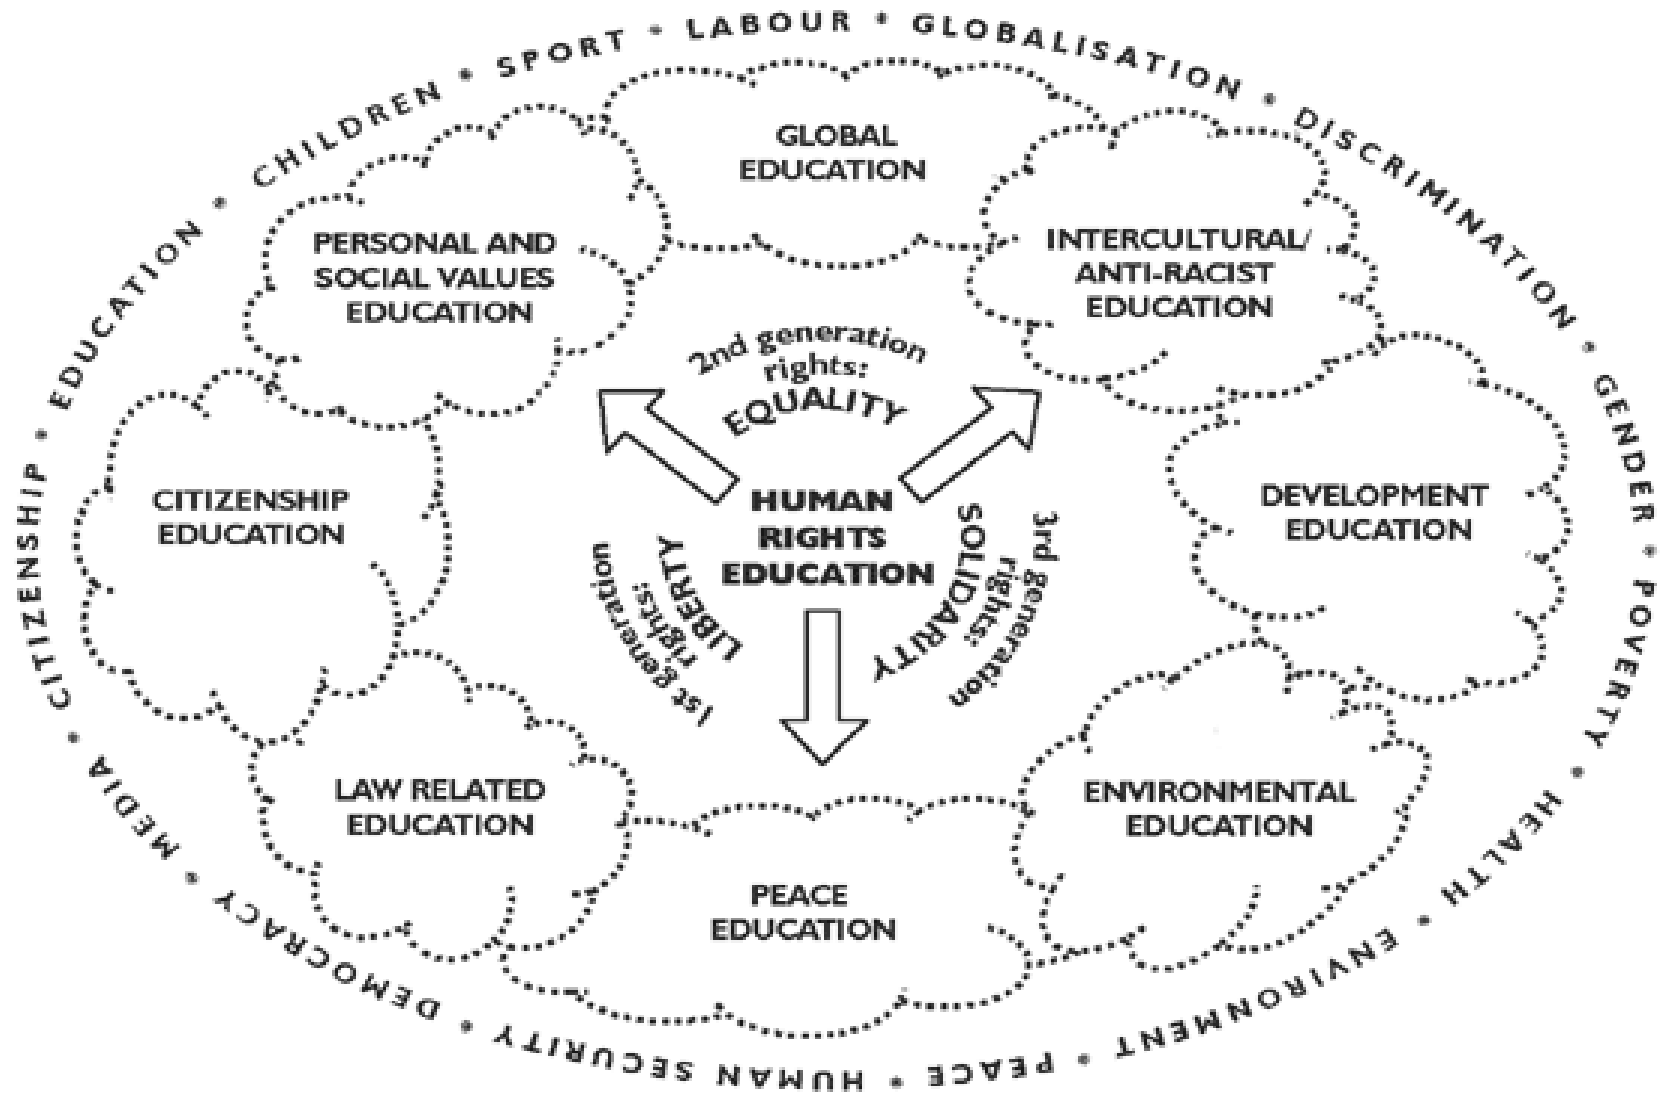 CITIZENSHIP • EDUCATION • CHILDREN • SPORT • LABOUR • GLOBALISATION • DISCRIMINATION • GENDER • POVERTY • HEALTH • ENVIRONMENT • PEACE • HUMAN SECURITY • DEMOCRACY • MEDIA •
GLOBAL
EDUCATION
PERSONAL AND
SOCIAL VALUES
EDUCATION
INTERCULTURAL/
ANTI-RACIST
EDUCATION
2nd generation
rights:
EQUALITY
CITIZENSHIP
EDUCATION
HUMAN
RIGHTS
EDUCATION
DEVELOPMENT
EDUCATION
1st generation
rights:
LIBERTY
3rd generation
rights:
SOLIDARITY
LAW RELATED
EDUCATION
ENVIRONMENTAL
EDUCATION
PEACE
EDUCATION